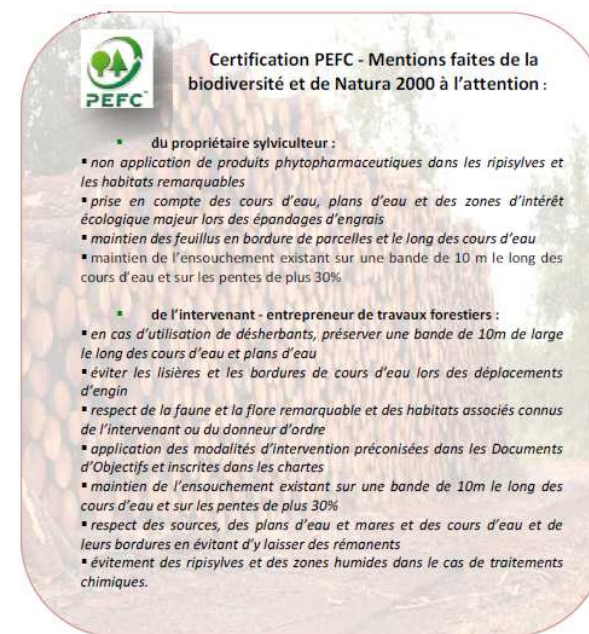 PEFC™
Certification PEFC - Mentions faites de la
biodiversité et de Natura 2000 à l'attention :
▪ du propriétaire sylviculteur :
▪ non application de produits phytopharmaceutiques dans les ripisylves et
les habitats remarquables
▪ prise en compte des cours d'eau, plans d'eau et des zones d'intérêt
écologique majeur lors des épandages d'engrais
▪ maintien des feuillus en bordure de parcelles et le long des cours d'eau
▪ maintien de l'ensouchement existant sur une bande de 10 m le long des
cours d'eau et sur les pentes de plus 30%
▪ de l'intervenant - entrepreneur de travaux forestiers :
▪ en cas d'utilisation de désherbants, préserver une bande de 10m de large
le long des cours d'eau et plans d'eau
▪ éviter les lisières et les bordures de cours d'eau lors des déplacements
d'engin
▪ respect de la faune et la flore remarquable et des habitats associés connus
de l'intervenant ou du donneur d'ordre
▪ application des modalités d'intervention préconisées dans les Documents
d'Objectifs et inscrites dans les chartes
▪ maintien de l'ensouchement existant sur une bande de 10m le long des
cours d'eau et sur les pentes de plus 30%
▪ respect des sources, des plans d'eau et mares et des cours d'eau et de
leurs bordures en évitant d'y laisser des rémanents
▪ évitement des ripisylves et des zones humides dans le cas de traitements
chimiques.